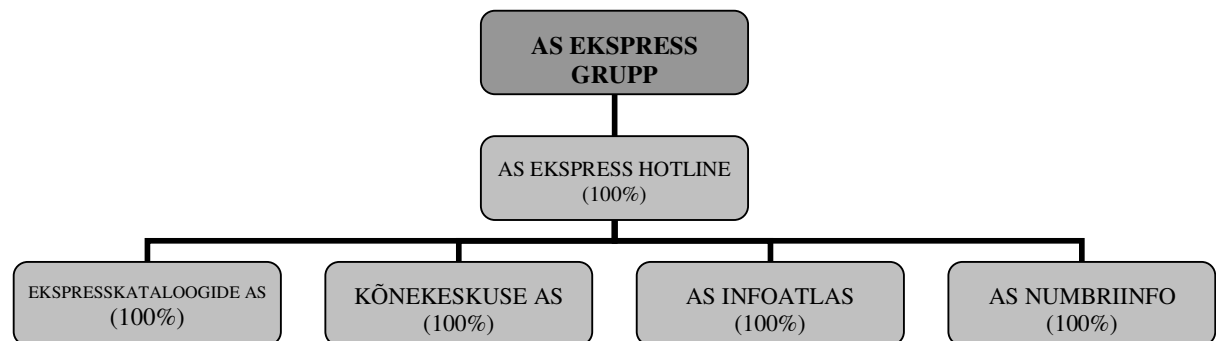 AS EKSPRESS
GRUPP
AS EKSPRESS HOTLINE
(100%)
EKSPRESSKATALOOGIDE AS
(100%)
KÕNEKESKUSE AS
(100%)
AS INFOATLAS
(100%)
AS NUMBRIINFO
(100%)